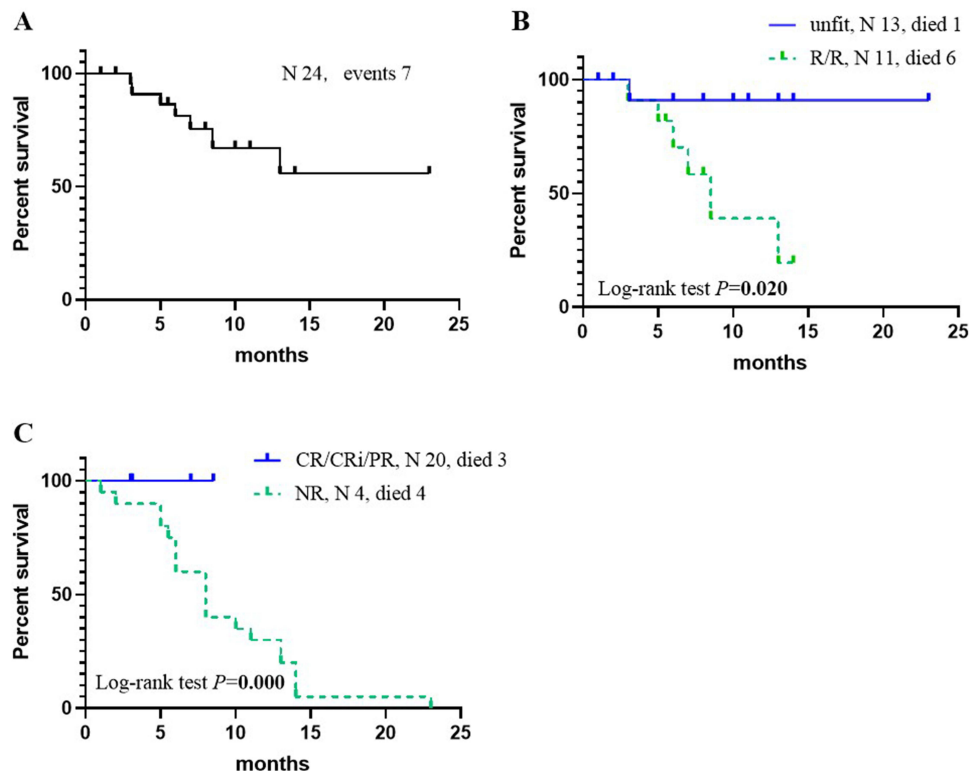 A
N 24, events 7
Percent survival
100
50
0
0 5 10 15 20 25
months
B
unfit, N 13, died 1
R/R, N 11, died 6
Percent survival
100
50
0
Log-rank test P=0.020
0 5 10 15 20 25
months
C
CR/CRi/PR, N 20, died 3
NR, N 4, died 4
Percent survival
100
50
0
Log-rank test P=0.000
0 5 10 15 20 25
months